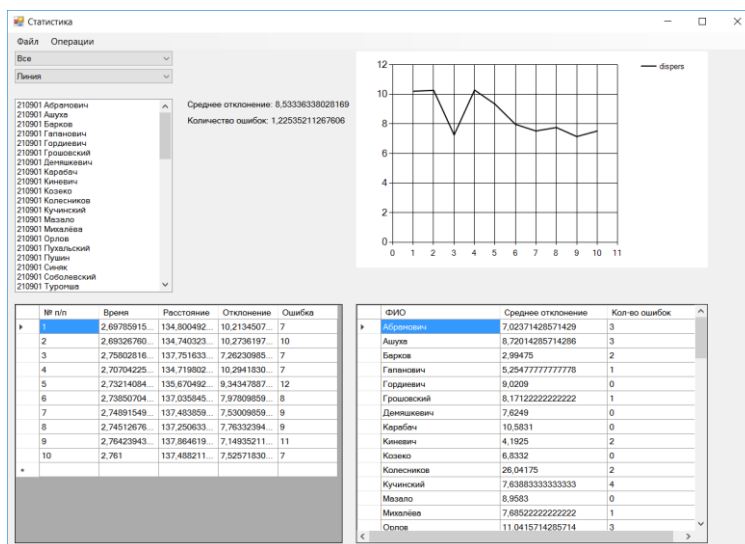 Статистика
Файл Операции
Все
Линия
210901 Абрамович
210901 Ашуха
210901 Барков
210901 Гапанович
210901 Гордиевич
210901 Грошовский
210901 Демяшкевич
210901 Карабач
210901 Киневич
210901 Козеко
210901 Колесников
210901 Кучинский
210901 Мазало
210901 Михалёва
210901 Орлов
210901 Пухальский
210901 Пушин
210901 Синяк
210901 Соболевский
210901 Туромша
Среднее отклонение: 8,53336338028169
Количество ошибок: 1,22535211267606
12
10
8
6
4
2
0
0 1 2 3 4 5 6 7 8 9 10 11
dispers
№ п/п Время Расстояние Отклонение Ошибка
1 2,69785915... 134,800492... 10,2134507... 7
2 2,69326760... 134,740323... 10,2736197... 10
3 2,75802816... 137,751633... 7,26230985... 7
4 2,70704225... 134,719802... 10,2941830... 7
5 2,73214084... 135,670492... 9,34347887... 12
6 2,73850704... 137,035845... 7,97809859... 8
7 2,74891549... 137,483859... 7,53009859... 9
8 2,74512676... 137,250633... 7,76332394... 9
9 2,76423943... 137,864619... 7,14935211... 11
10 2,761 137,488211... 7,52571830... 7
ФИО Среднее отклонение Кол-во ошибок
Абрамович 7,02371428571429 3
Ашуха 8,72014285714286 3
Барков 2,99475 2
Гапанович 5,25477777777778 1
Гордиевич 9,0209 0
Грошовский 8,17122222222222 1
Демяшкевич 7,6249 0
Карабач 10,5831 0
Киневич 4,1925 2
Козеко 6,8332 0
Колесников 26,04175 2
Кучинский 7,63883333333333 4
Мазало 8,9583 0
Михалёва 7,68522222222222 1
Орлов 11,0415714285714 3